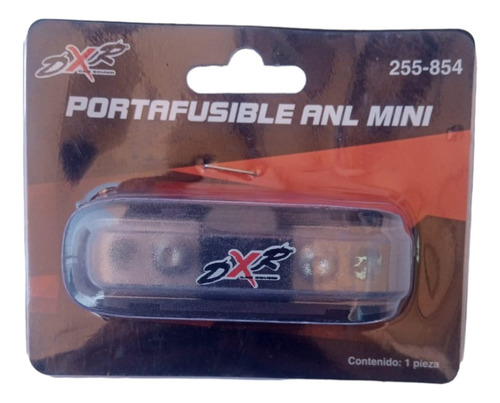 DXR
255-854
PORTAFUSIBLE ANL MINI
DXR
Contenido: 1 pieza